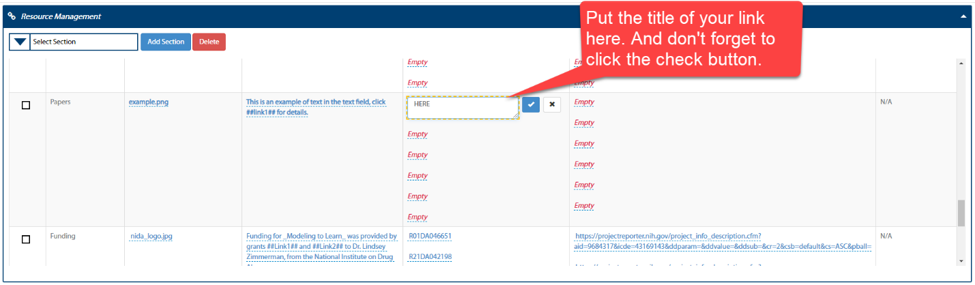 Resource Management
Put the title of your link
here. And don't forget to
click the check button.
Select Section
Add Section
Delete
Empty
Empty
Empty
Papers
example.png
This is an example of text in the text field, click
##link1## for details.
HERE
Empty
Empty
Empty
Empty
Empty
Empty
Empty
Empty
Empty
Empty
Empty
N/A
Funding
nida_logo.jpg
Funding for _Modeling to Learn_ was provided by
grants ##Link1## and ##Link2## to Dr. Lindsey
Zimmerman, from the National Institute on Drug
R01DA046651
R21DA042198
https://projectreporter.nih.gov/project_info_description.cfm?
aid=9684317&icde=43169143&ddparam=&ddvalue=&ddsub=&cr=2&csb=default&cs=ASC&pball=
N/A